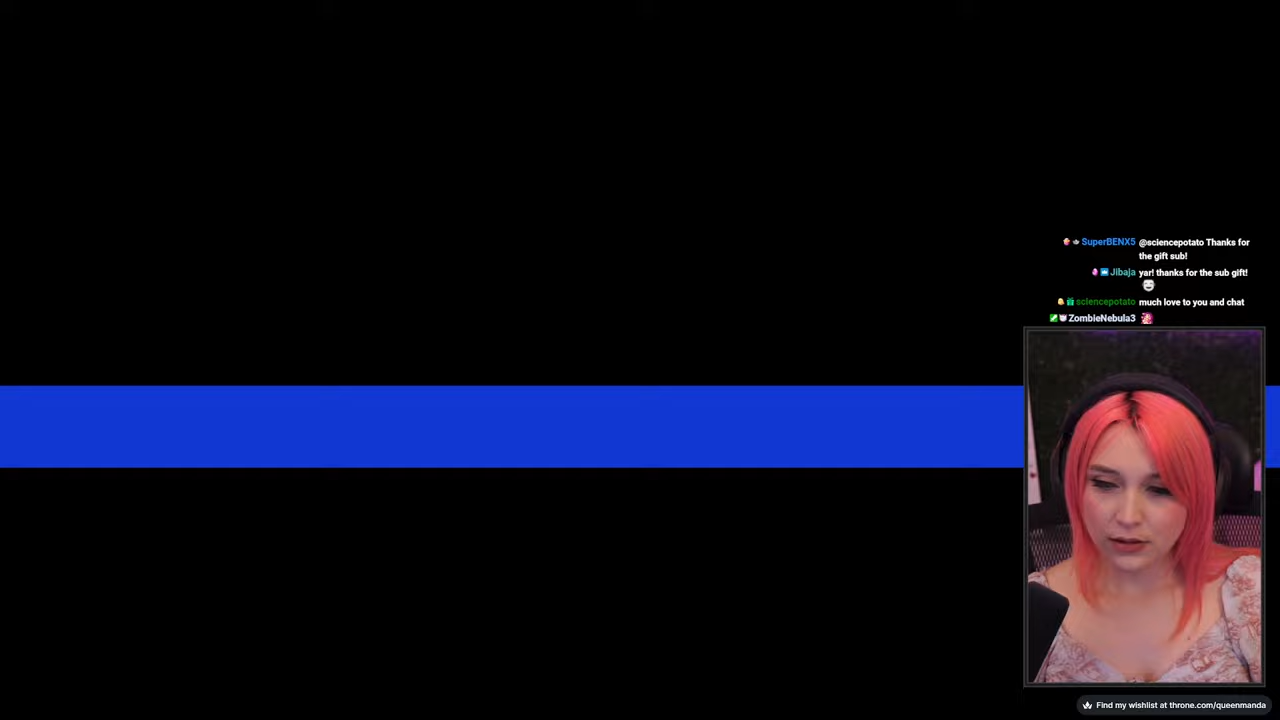 SuperBENX5 @sciencepotato Thanks for
the gift sub!
Jibaja yar! thanks for the sub gift!
sciencepotato much love to you and chat
ZombieNebula3
Find my wishlist at throne.com/queenmanda